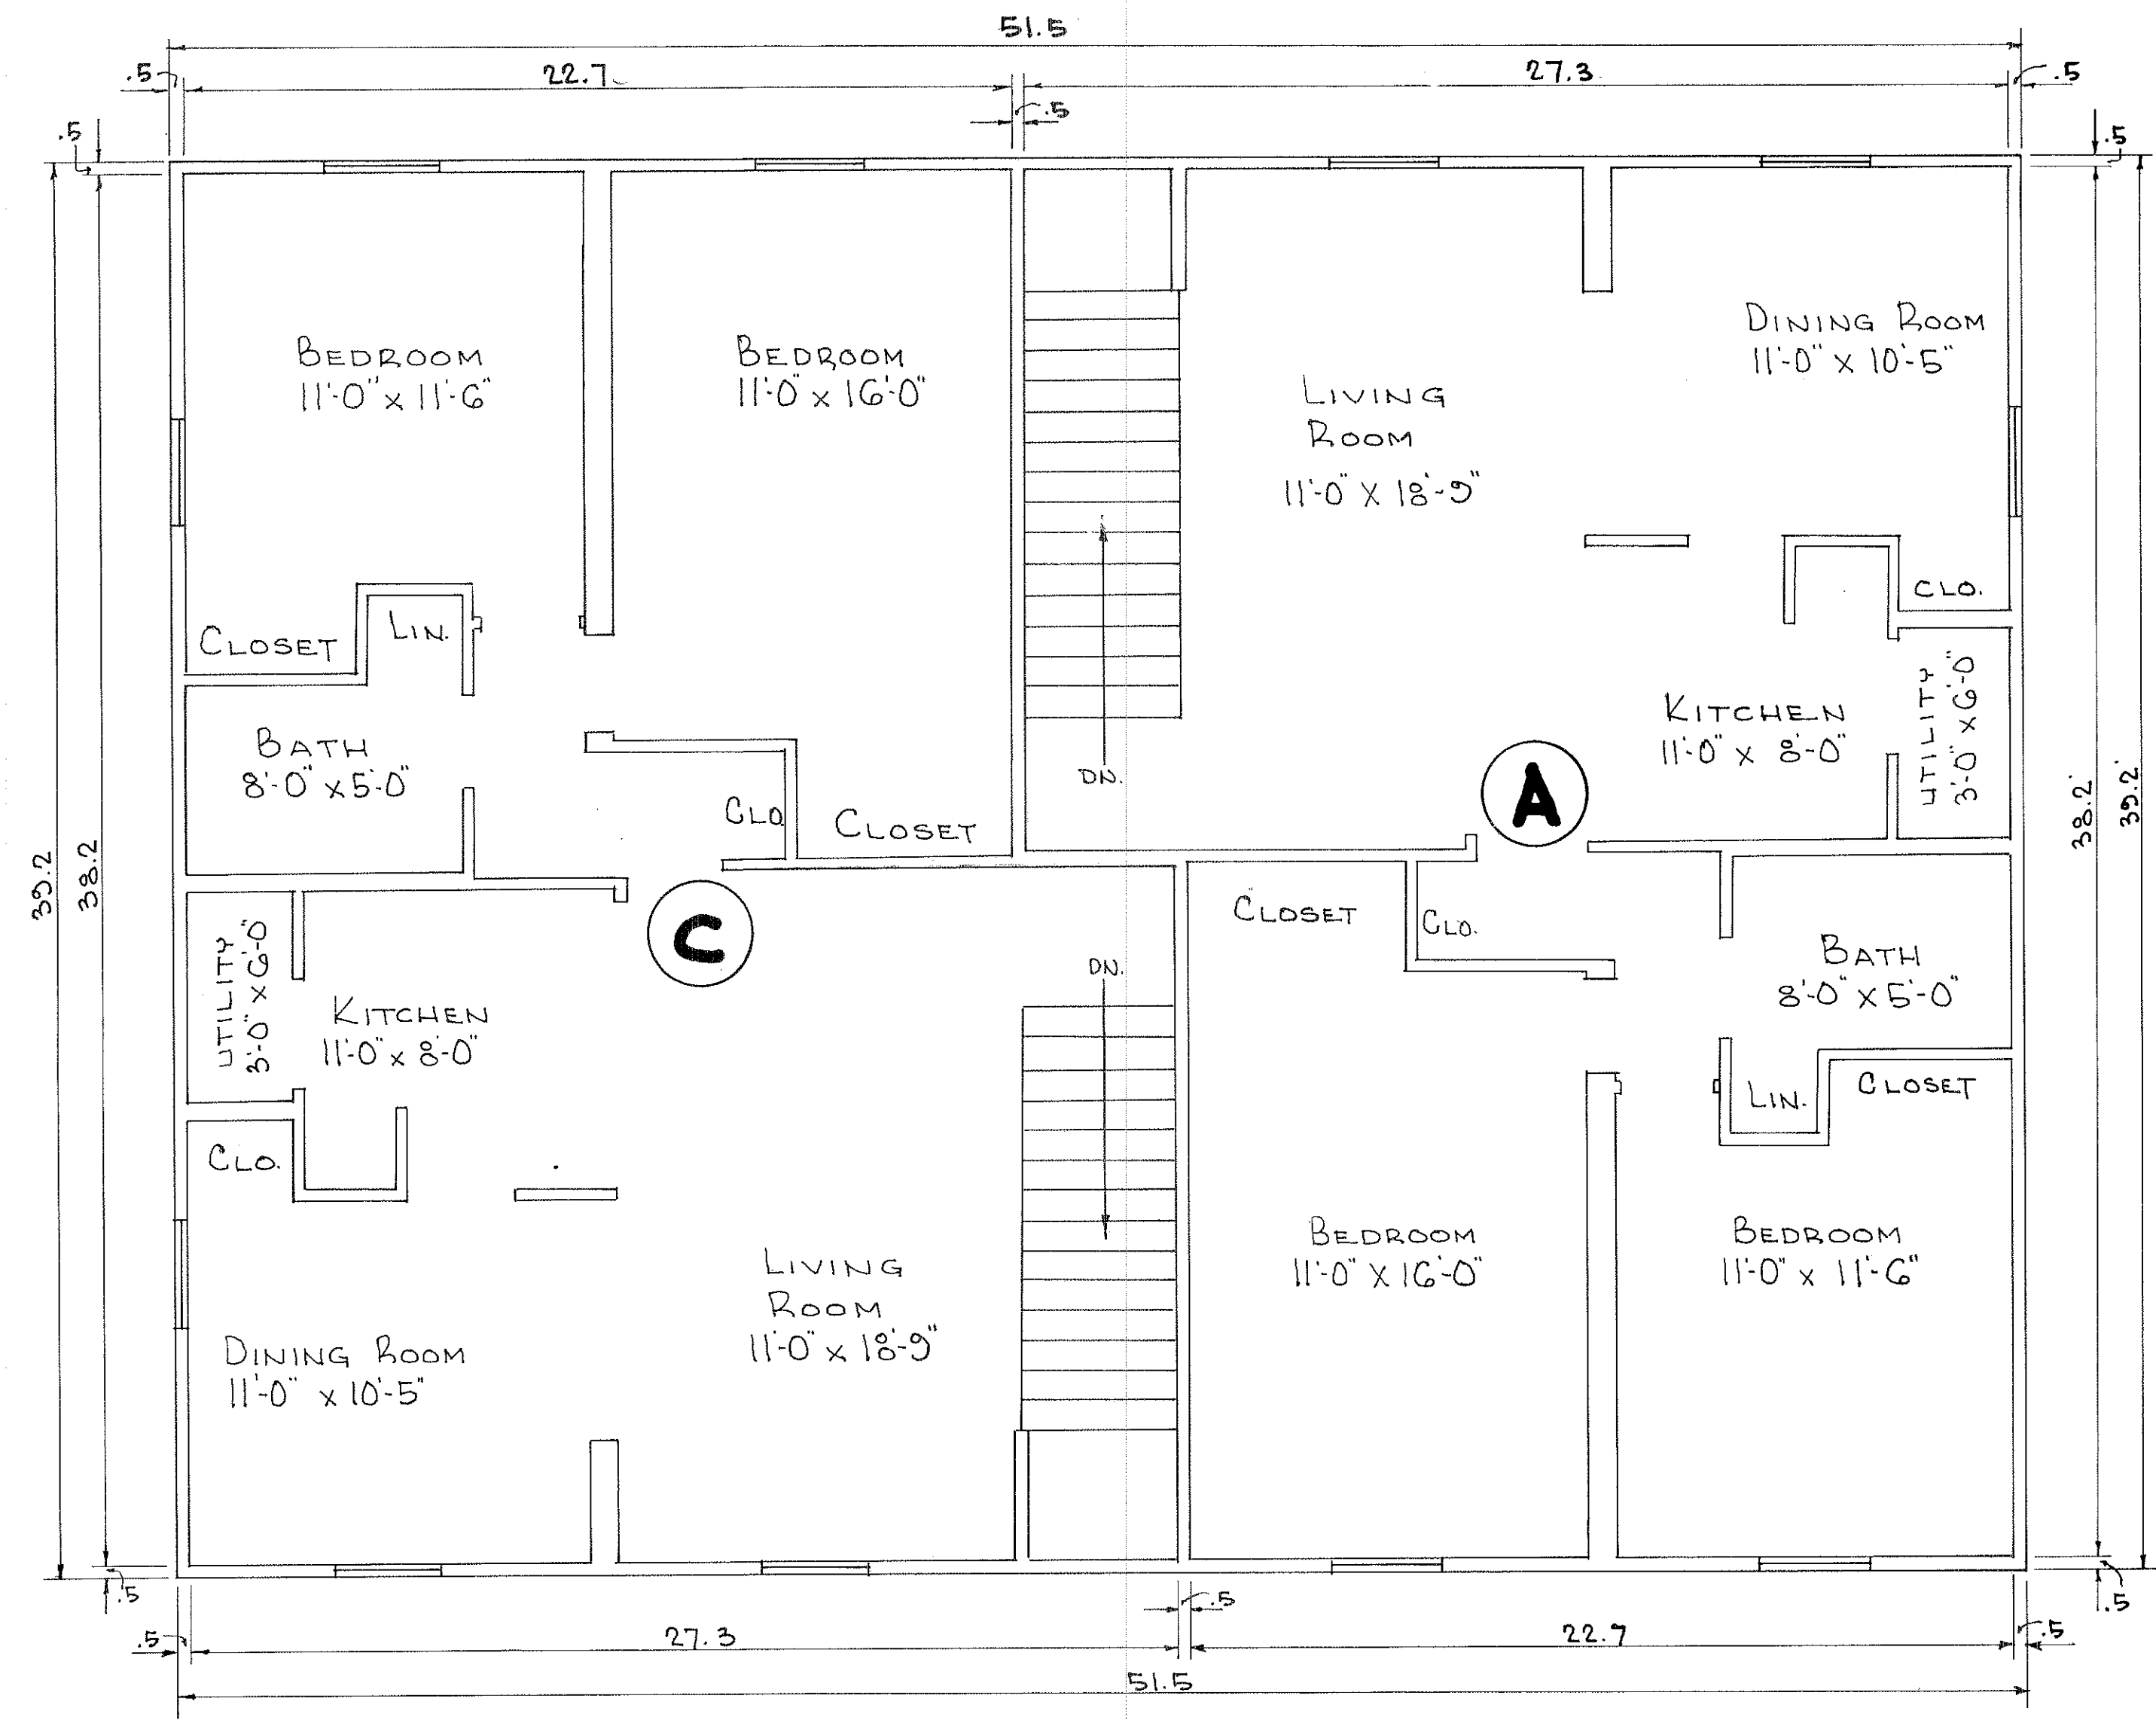 51.5
.5
22.7
27.3
.5
.5
.5
.5
BEDROOM
11'-0" x 11'-6"
BEDROOM
11'-0" x 16'-0"
DINING ROOM
11'-0" x 10'-5"
LIVING
ROOM
11'-0" x 18'-9"
CLOSET
LIN.
CLO.
BATH
8'-0" x 5'-0"
CLO.
CLOSET
DN.
A
KITCHEN
11'-0" x 8'-0"
UTILITY
3'-0" x 6'-0"
39.2
38.2
38.2'
39.2'
UTILITY
3'-0" x 6'-0"
KITCHEN
11'-0" x 8'-0"
C
DN.
CLOSET
CLO.
BATH
8'-0" x 5'-0"
LIN.
CLOSET
CLO.
LIVING
ROOM
11'-0" x 18'-9"
BEDROOM
11'-0" x 16'-0"
BEDROOM
11'-0" x 11'-6"
DINING ROOM
11'-0" x 10'-5"
.5
.5
.5
.5
27.3
22.7
.5
51.5